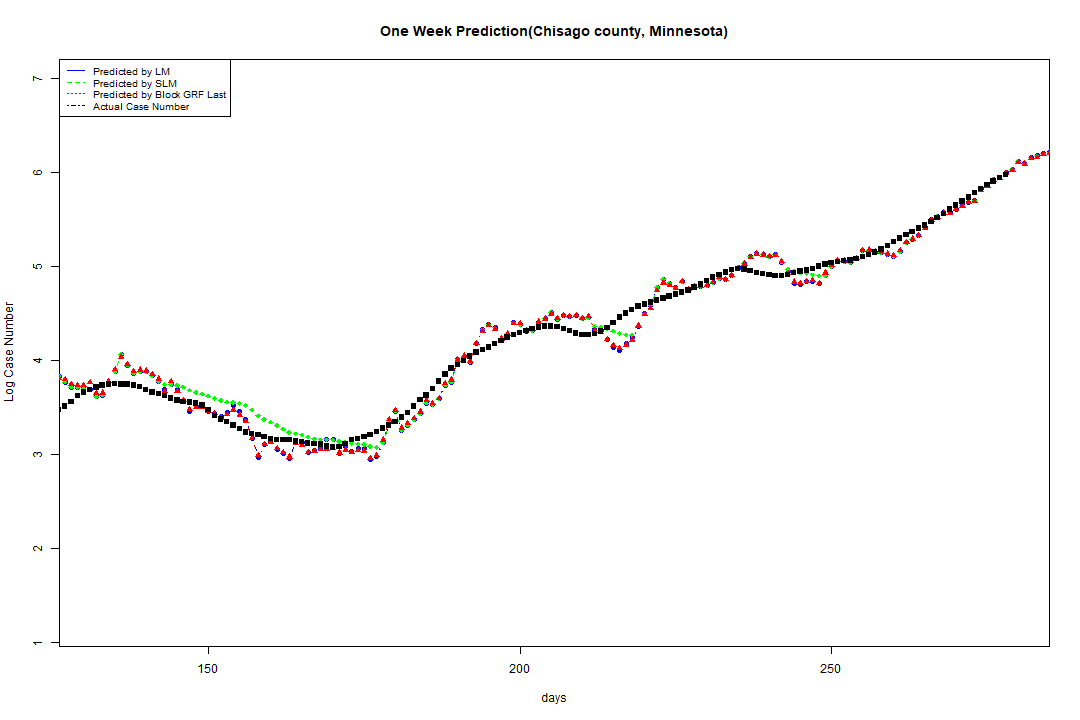 One Week Prediction(Chisago county, Minnesota)
Predicted by LM
Predicted by SLM
Predicted by Block GRF Last
Actual Case Number
7
6
5
4
3
2
1
Log Case Number
150
200
250
days